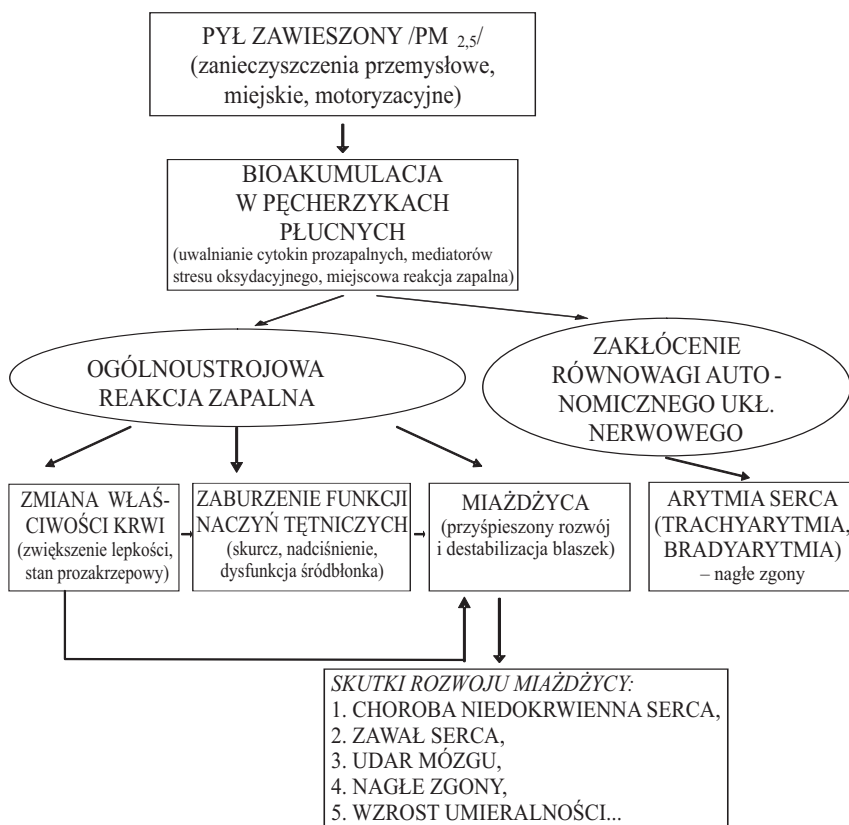 PYŁ ZAWIESZONY /PM 2,5/
(zanieczyszczenia przemysłowe,
miejskie, motoryzacyjne)
BIOAKUMULACJA
W PĘCHERZYKACH
PŁUCNYCH
(uwalnianie cytokin prozapalnych, mediatorów
stresu oksydacyjnego, miejscowa reakcja zapalna)
OGÓLNOUSTROJOWA
REAKCJA ZAPALNA
ZAKŁÓCENIE
RÓWNOWAGI AUTO -
NOMICZNEGO UKŁ.
NERWOWEGO
ZMIANA WŁAŚ-
CIWOŚCI KRWI
(zwiększenie lepkości,
stan prozakrzepowy)
ZABURZENIE FUNKCJI
NACZYŃ TĘTNICZYCH
(skurcz, nadciśnienie,
dysfunkcja śródbłonka)
MIAŻDŻYCA
(przyśpieszony rozwój
i destabilizacja blaszek)
ARYTMIA SERCA
(TRACHYARYTMIA,
BRADYARYTMIA)
– nagłe zgony
SKUTKI ROZWOJU MIAŻDŻYCY:
1. CHOROBA NIEDOKRWIENNA SERCA,
2. ZAWAŁ SERCA,
3. UDAR MÓZGU,
4. NAGŁE ZGONY,
5. WZROST UMIERALNOŚCI...